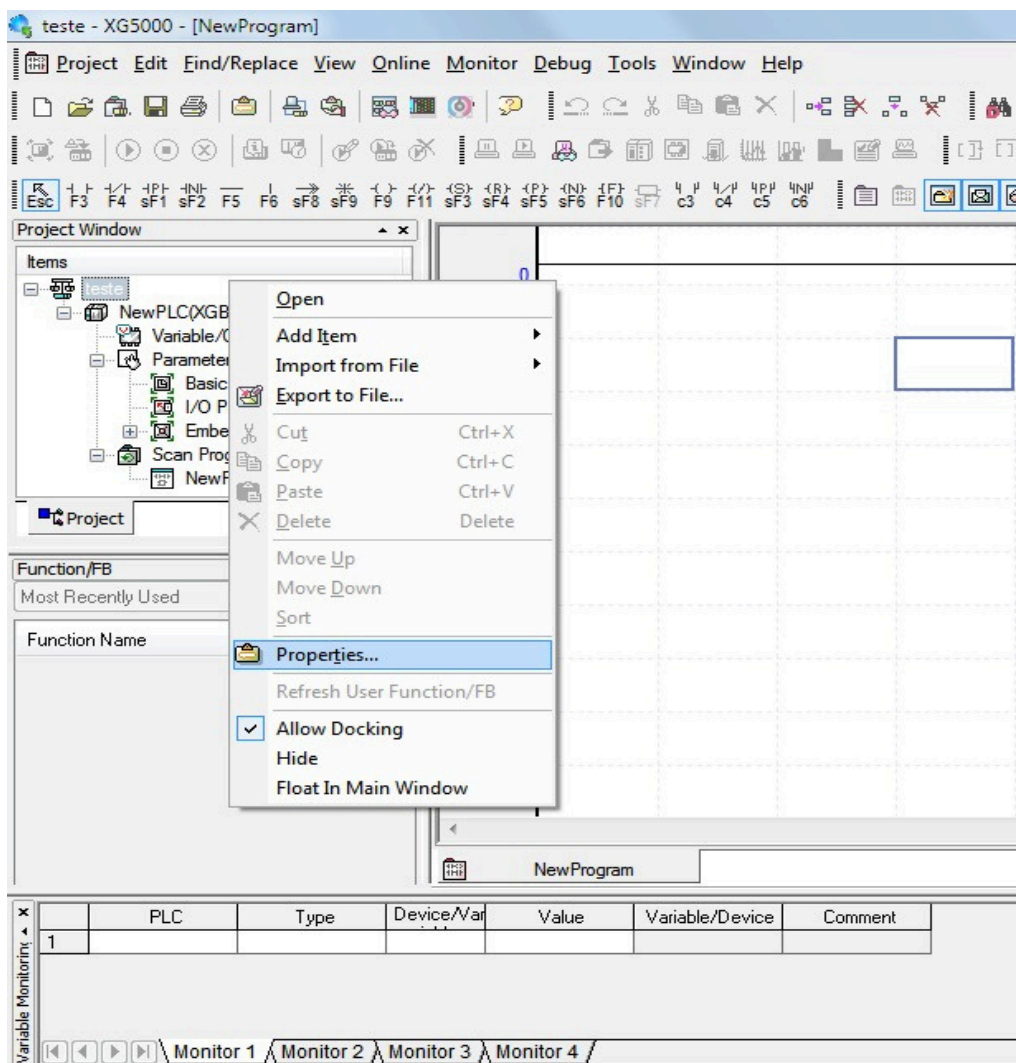 teste - XG5000 - [NewProgram]
Project Edit Find/Replace View Online Monitor Debug Tools Window Help
Esc F3 F4 sF1 sF2 F5 F6 sF8 sF9 F9 F11 sF3 sF4 sF5 sF6 F10 sF7 c3 c4 c5 c6
Project Window
Items
teste
NewPLC(XGB
Variable/
Parameter
Basic
I/O P
Embe
Scan Prog
NewP
Project
Function/FB
Most Recently Used
Function Name
0
Open
Add Item
Import from File
Export to File...
Cut Ctrl+X
Copy Ctrl+C
Paste Ctrl+V
Delete Delete
Move Up
Move Down
Sort
Properties...
Refresh User Function/FB
Allow Docking
Hide
Float In Main Window
NewProgram
PLC Type Device/Var Value Variable/Device Comment
1
Variable Monitoring
Monitor 1 Monitor 2 Monitor 3 Monitor 4